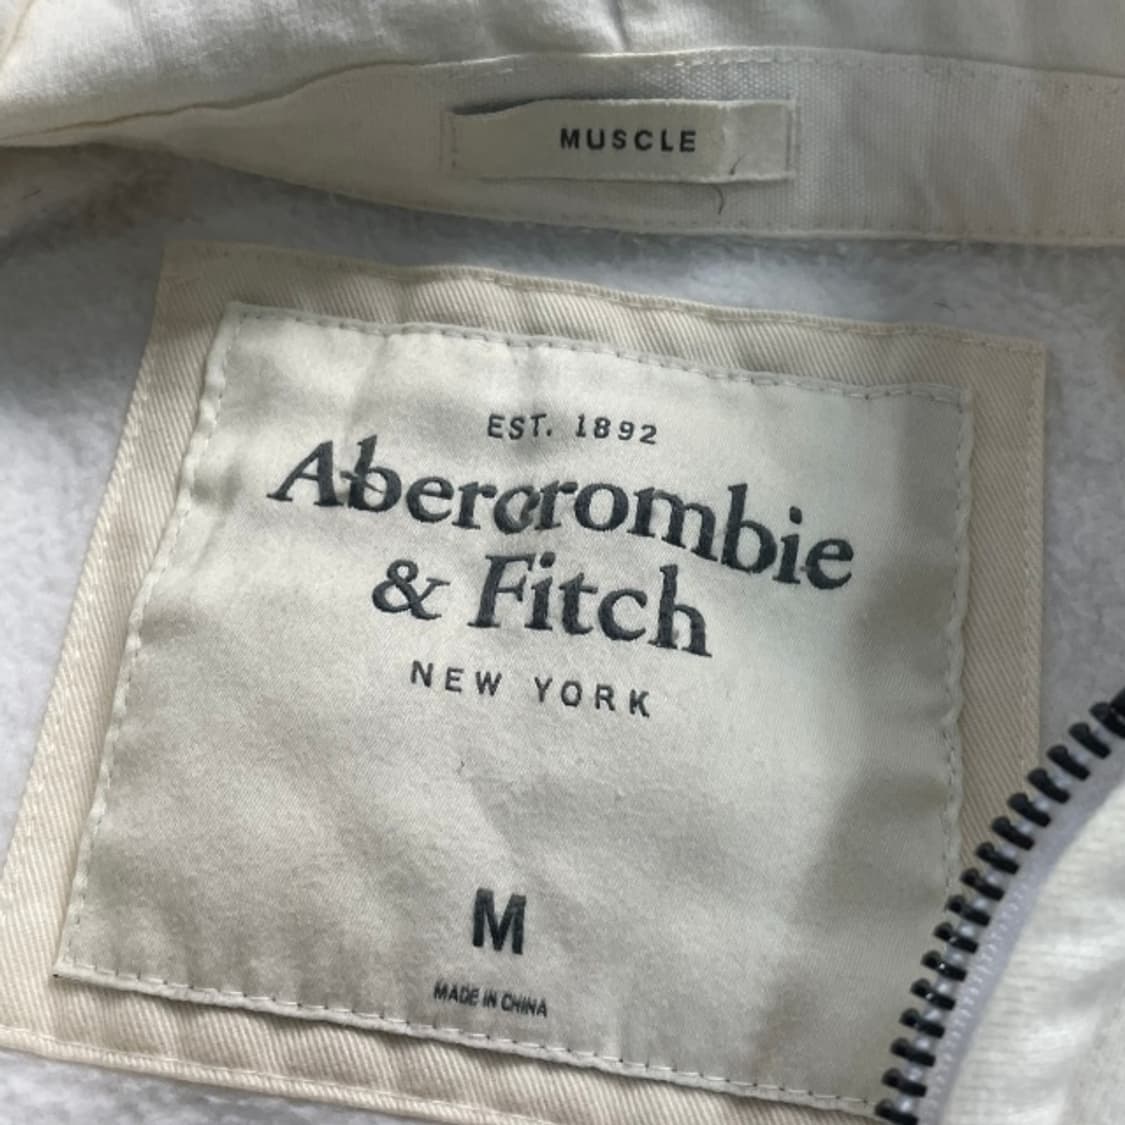 MUSCLE
EST. 1892
Abercrombie
& Fitch
NEW YORK
M
MADE IN CHINA